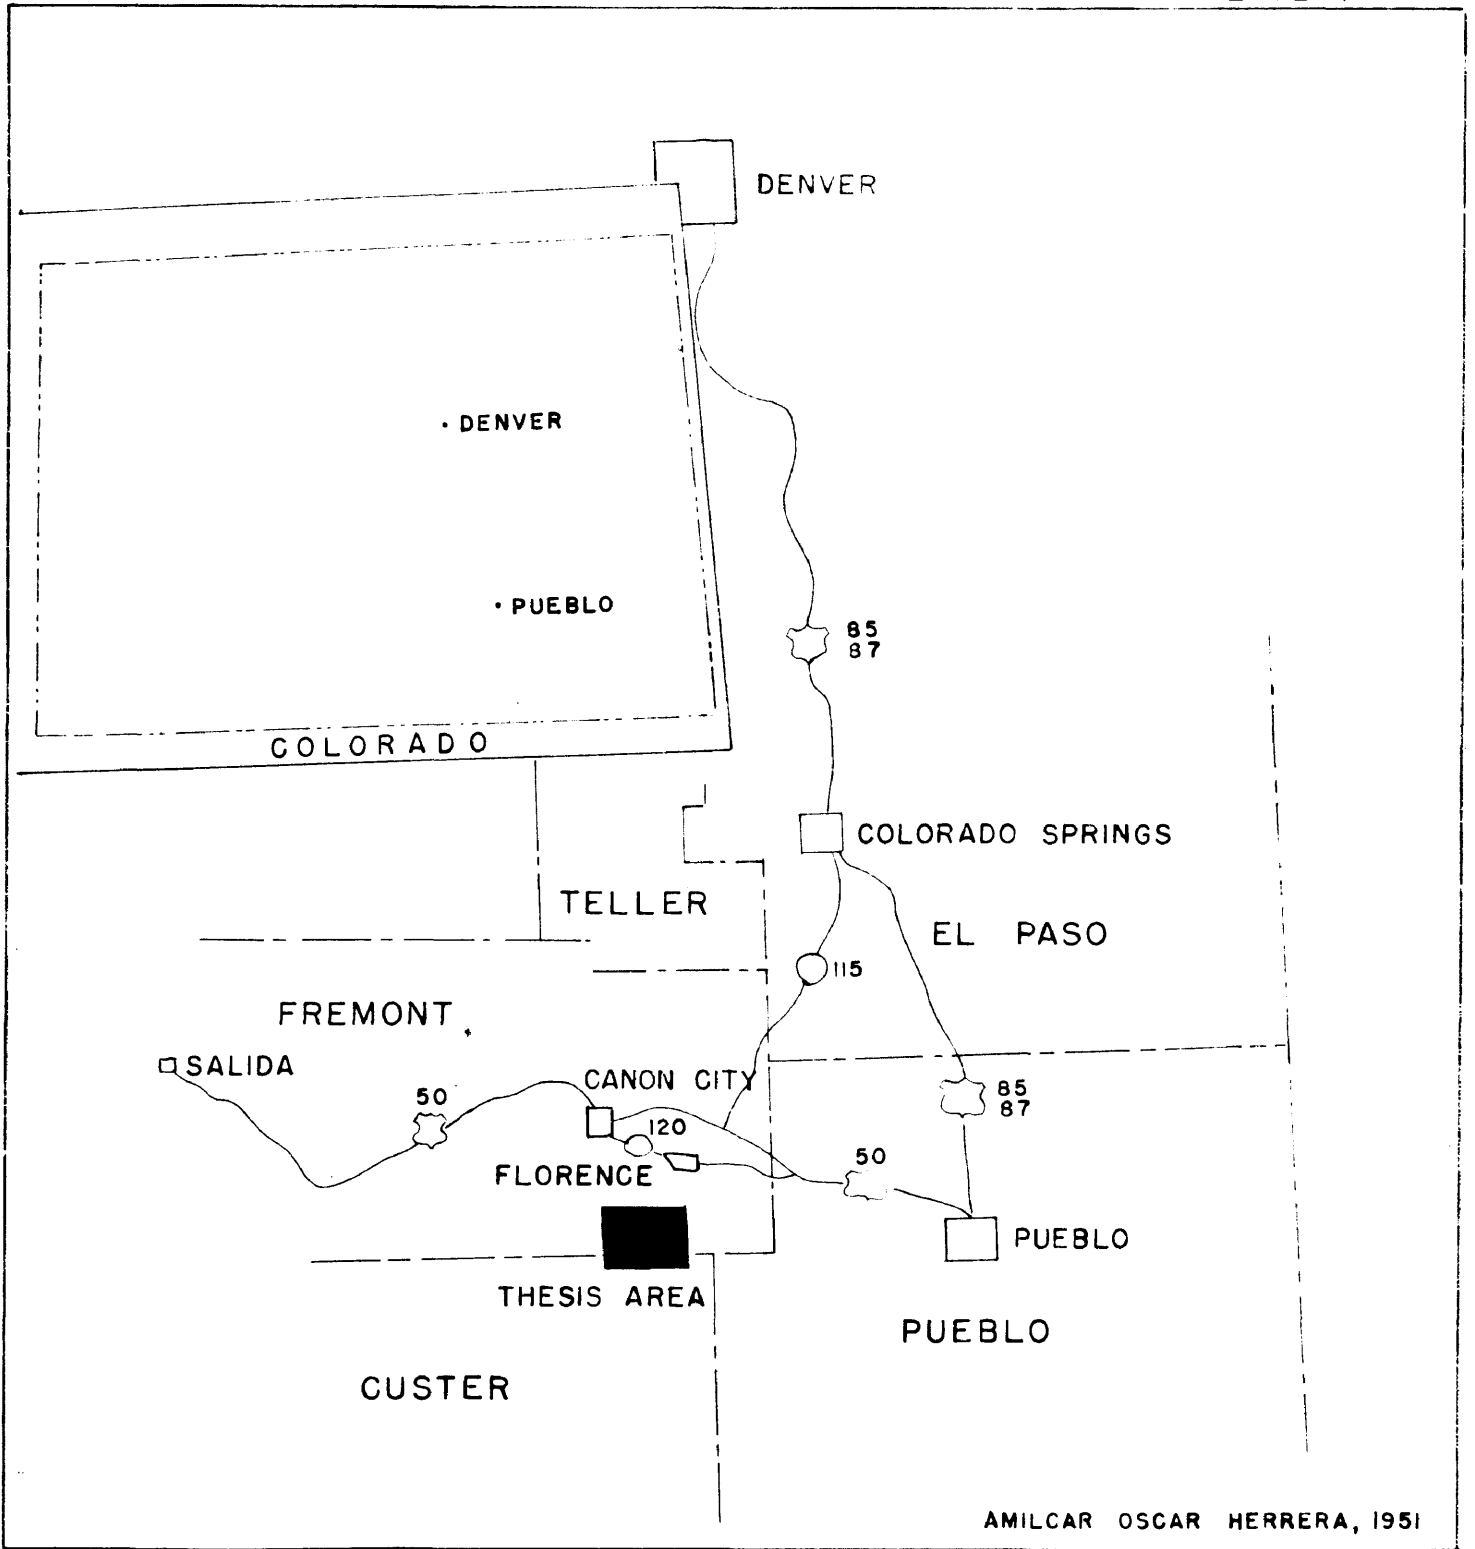 DENVER
DENVER
PUEBLO
85
87
COLORADO
COLORADO SPRINGS
TELLER
EL PASO
115
FREMONT
SALIDA
CANON CITY
50
85
87
120
50
FLORENCE
PUEBLO
THESIS AREA
PUEBLO
CUSTER
AMILCAR OSCAR HERRERA, 1951